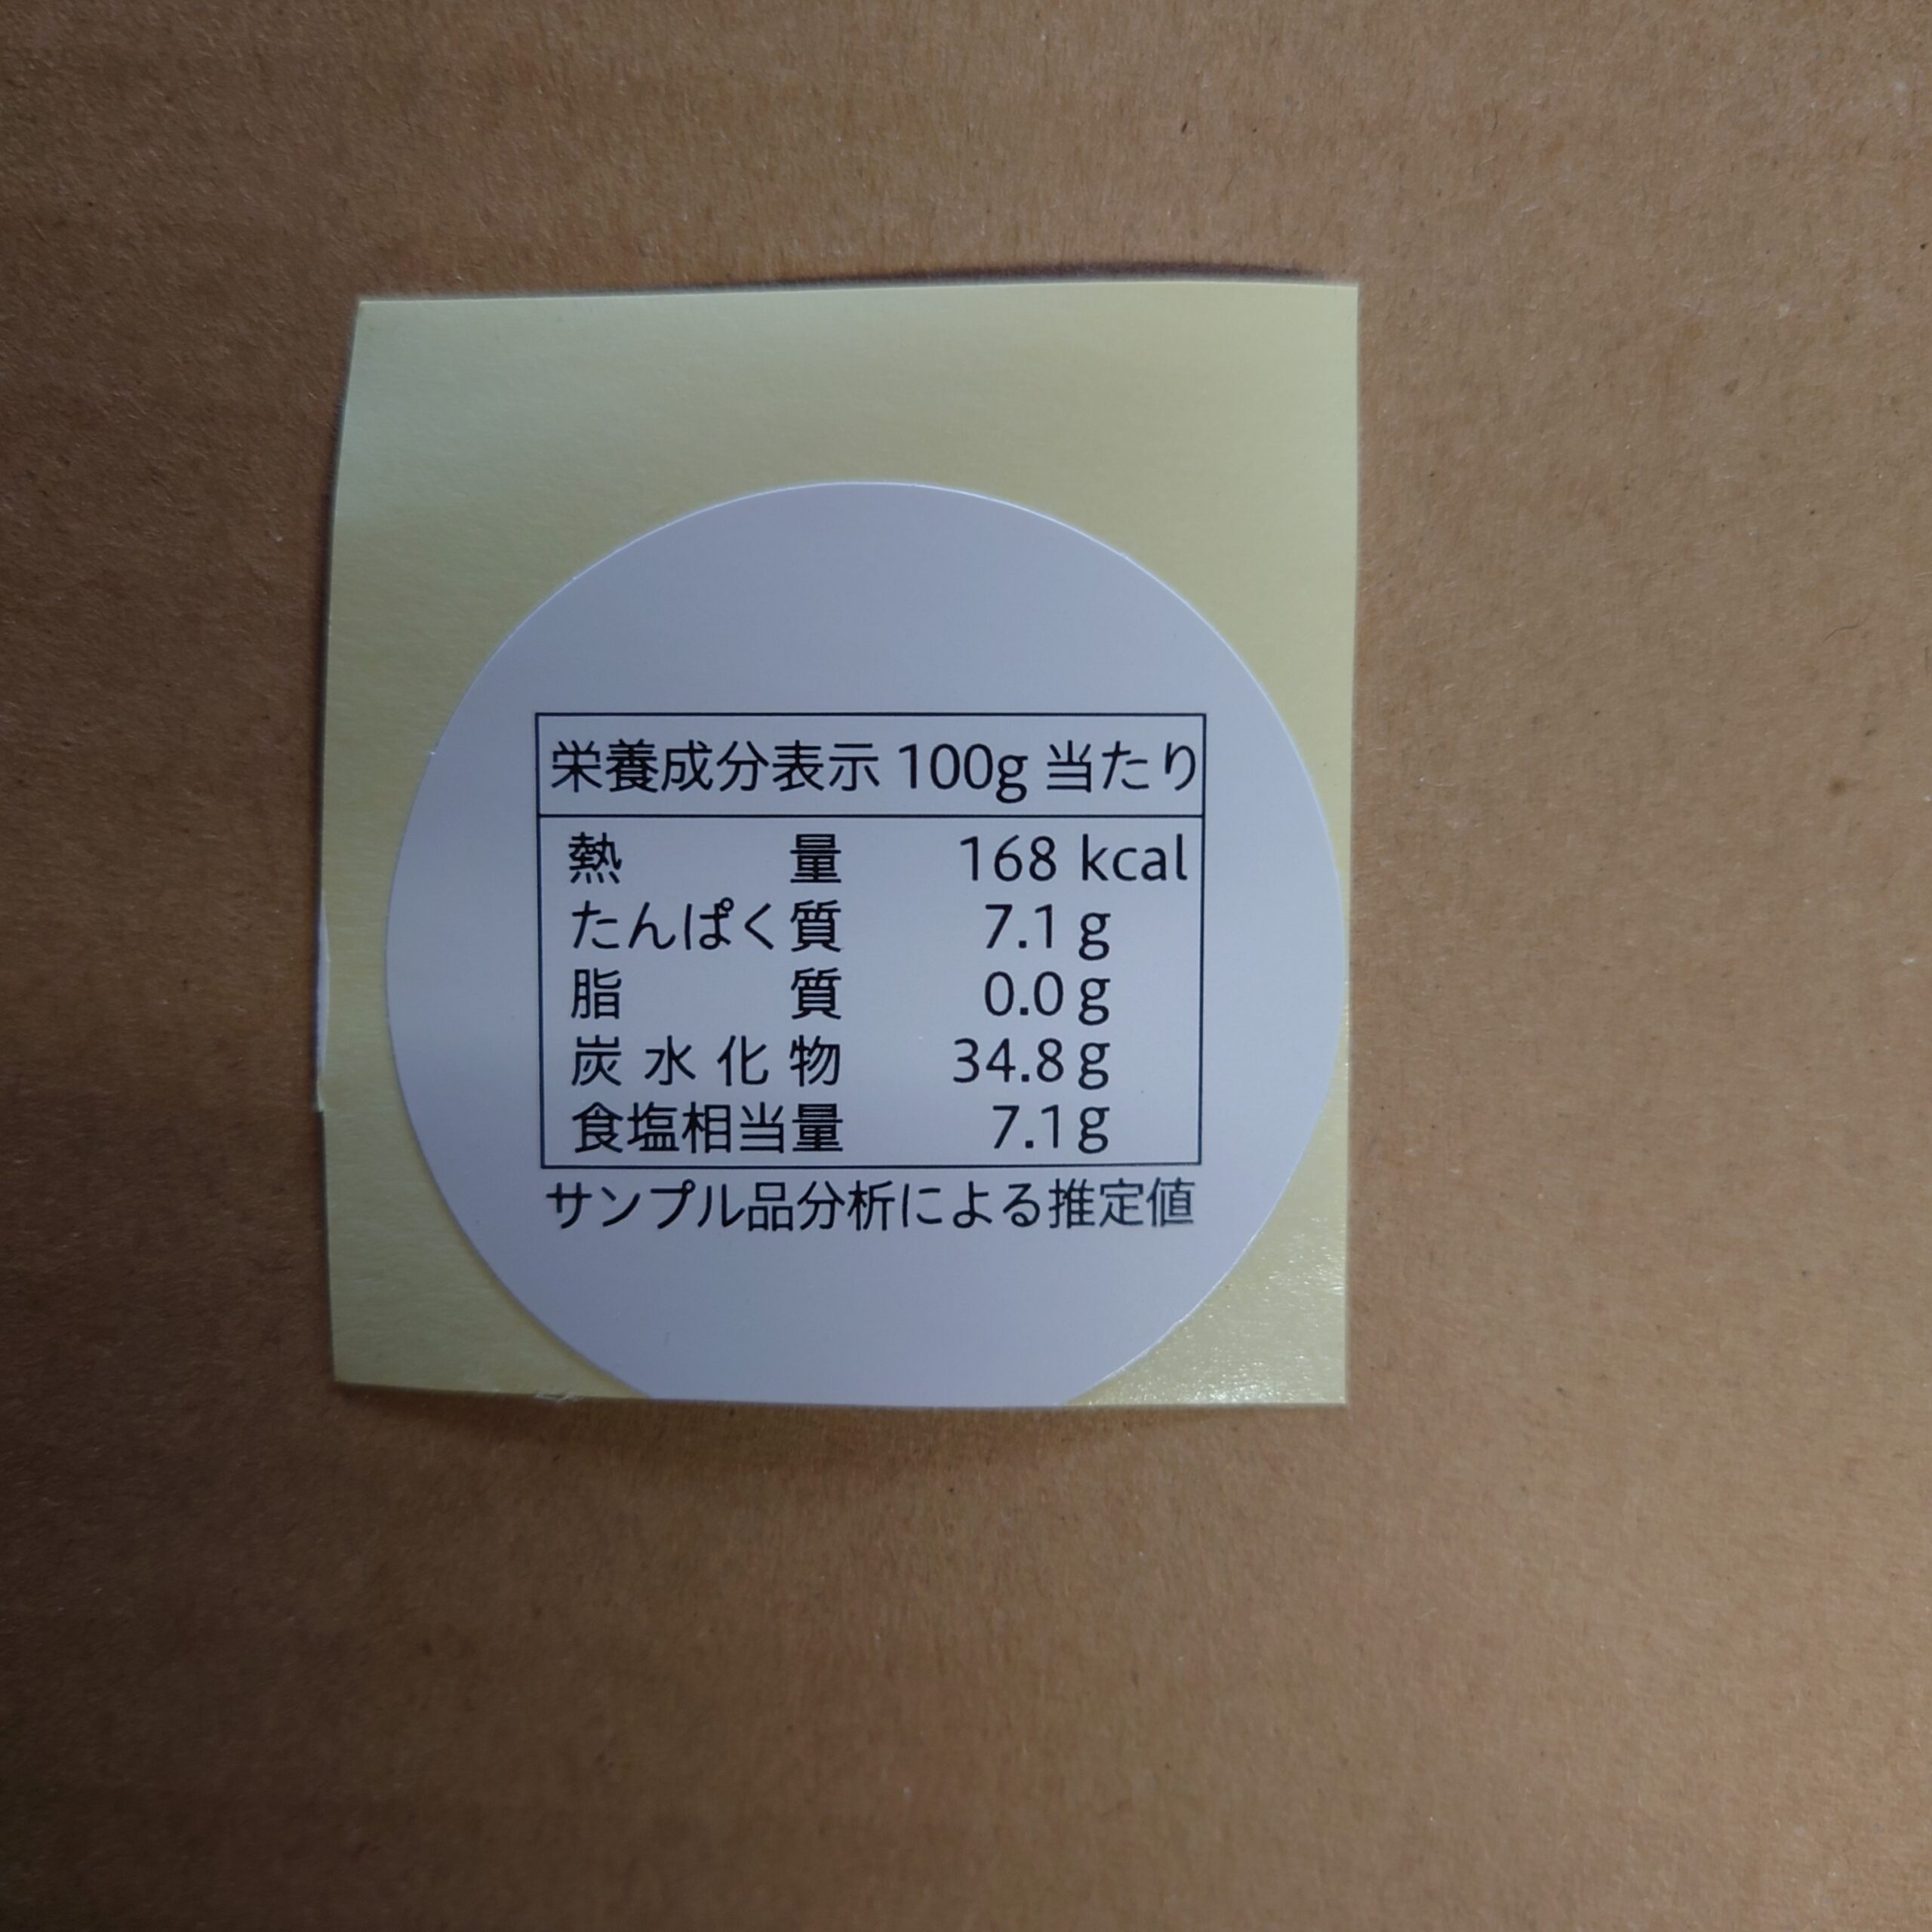 栄養成分表示 100g 当たり
熱量 168 kcal
たんぱく質 7.1 g
脂質 0.0 g
炭水化物 34.8 g
食塩相当量 7.1 g
サンプル品分析による推定値